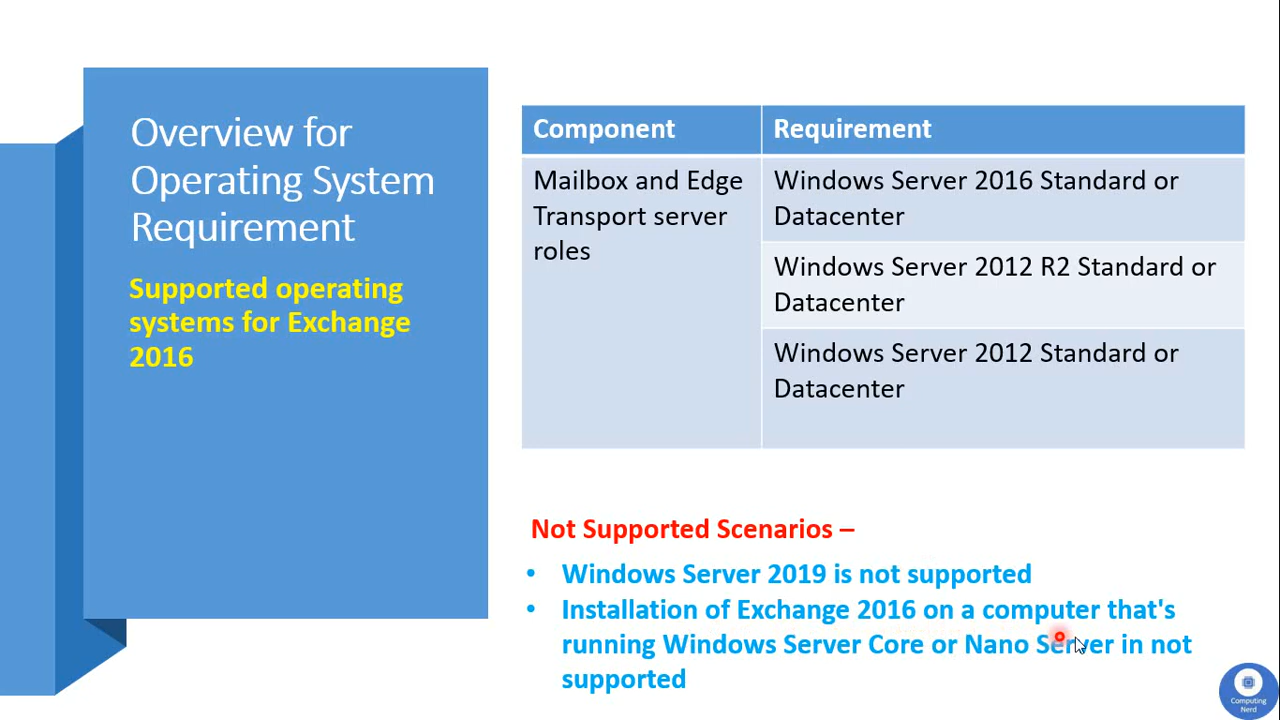 Overview for
Operating System
Requirement
Supported operating
systems for Exchange
2016
Component
Requirement
Mailbox and Edge
Transport server
roles
Windows Server 2016 Standard or
Datacenter
Windows Server 2012 R2 Standard or
Datacenter
Windows Server 2012 Standard or
Datacenter
Not Supported Scenarios –
• Windows Server 2019 is not supported
• Installation of Exchange 2016 on a computer that's
running Windows Server Core or Nano Server in not
supported
Computing
Nerd